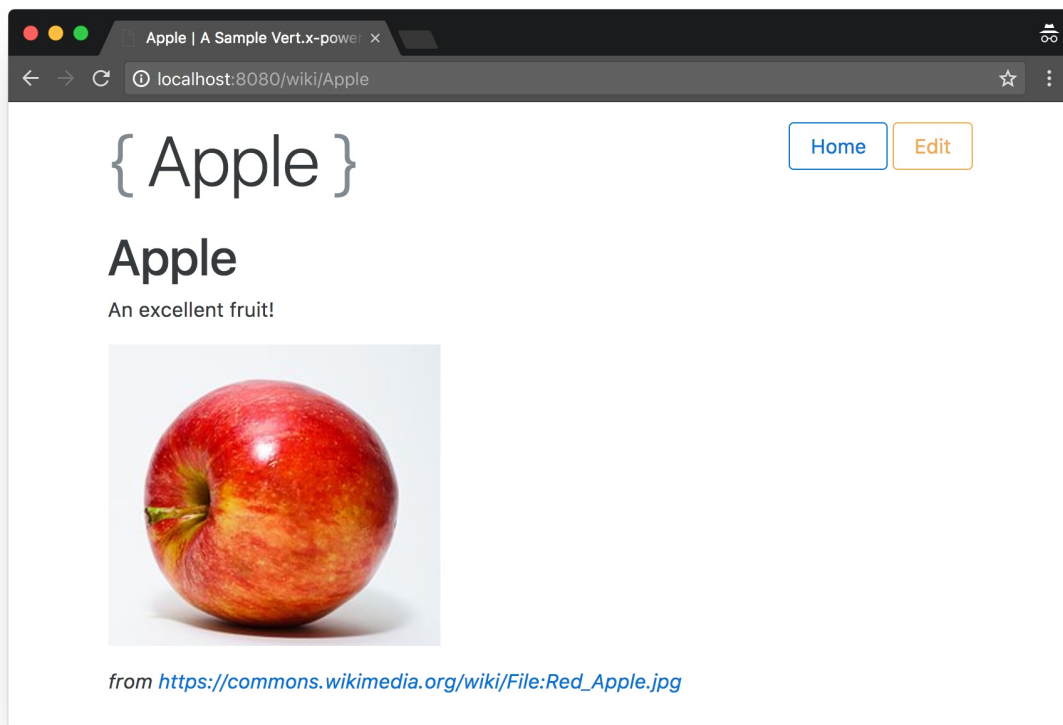 Apple | A Sample Vert.x-power
localhost:8080/wiki/Apple
{ Apple }
Home
Edit
Apple
An excellent fruit!
from https://commons.wikimedia.org/wiki/File:Red_Apple.jpg